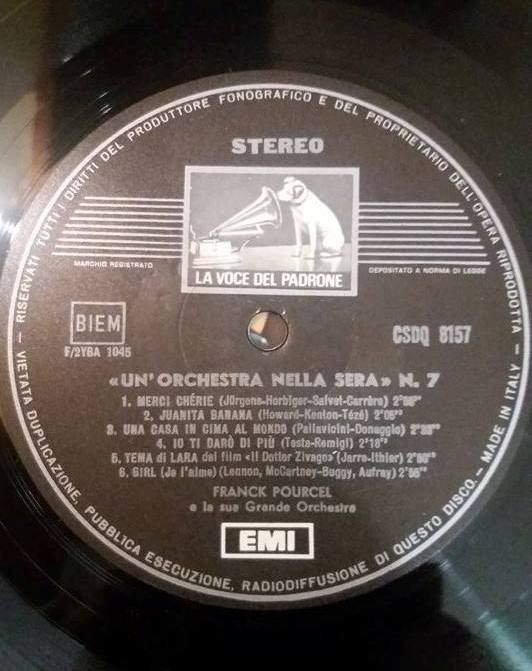 RISERVATI TUTTI I DIRITTI DEL PRODUTTORE FONOGRAFICO E DEL PROPRIETARIO DELL'OPERA RIPRODOTTA
STEREO
MARCHIO REGISTRATO
LA VOCE DEL PADRONE
DEPOSITATO A NORMA DI LEGGE
BIEM
F/2YBA 1045
CSDQ 8157
«UN'ORCHESTRA NELLA SERA» N. 7
1. MERCI CHÉRIE (Jürgens-Horbiger-Salvet-Carrère)
2. JUANITA BANANA (Howard-Kenton-Tézé) 2'05"
3. UNA CASA IN CIMA AL MONDO (Pallavicini-Donaggio)
4. IO TI DARÒ DI PIÙ (Testa-Remigi) 2'18"
5. TEMA di LARA dal film «Il Dottor Zivago» (Jarre-Ithier)
6. GIRL (Je l'aime) (Lennon, McCartney-Buggy, Aufray)
FRANCK POURCEL
e la sua Grande Orchestra
EMI
VIETATA DUPLICAZIONE, PUBBLICA ESECUZIONE, RADIODIFFUSIONE DI QUESTO DISCO. - MADE IN ITALY -